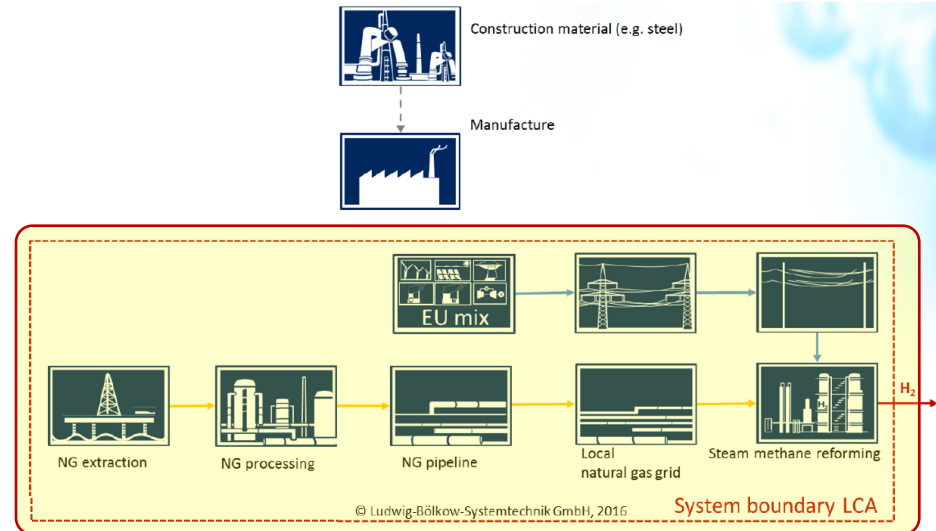 Construction material (e.g. steel)
Manufacture
EU mix
NG extraction
NG processing
NG pipeline
Local
natural gas grid
H₂
Steam methane reforming
H₂
© Ludwig-Bölkow-Systemtechnik GmbH, 2016
System boundary LCA